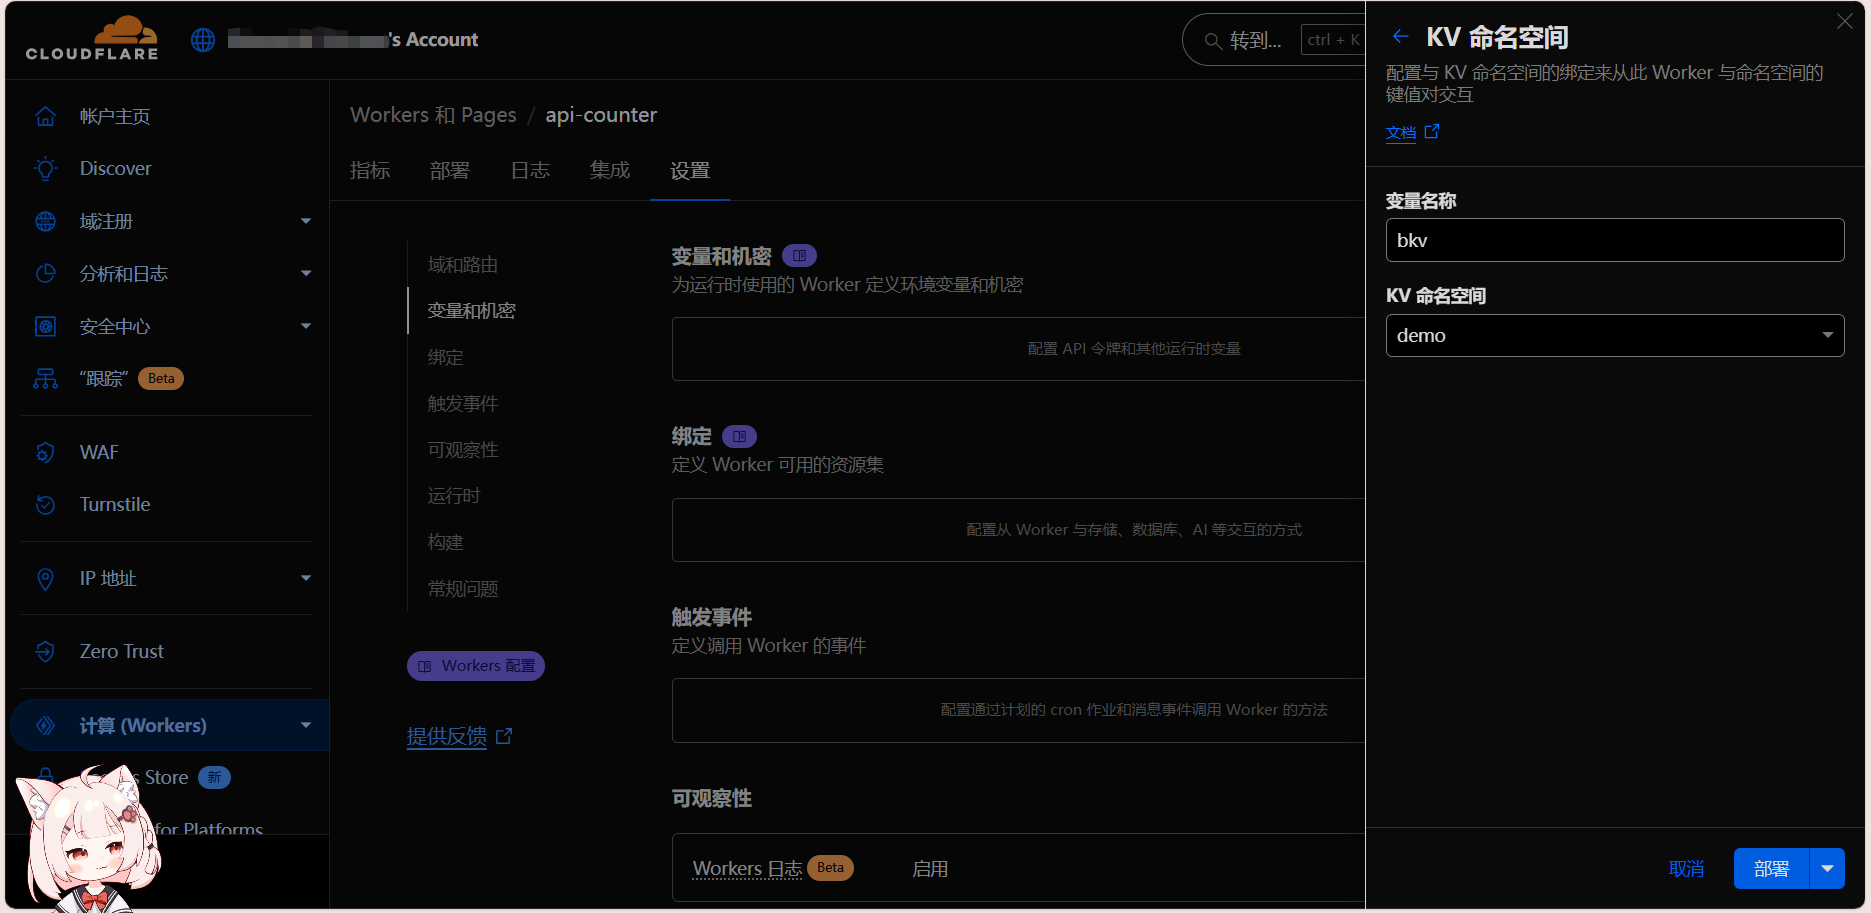 CLOUDFLARE
's Account
转到...
ctrl + K
帐户主页
Discover
域注册
分析和日志
安全中心
“跟踪”
Beta
WAF
Turnstile
IP 地址
Zero Trust
计算 (Workers)
Store
新
for Platforms
Workers 和 Pages / api-counter
指标
部署
日志
集成
设置
域和路由
变量和机密
绑定
触发事件
可观察性
运行时
构建
常规问题
Workers 配置
提供反馈
变量和机密
为运行时使用的 Worker 定义环境变量和机密
配置 API 令牌和其他运行时变量
绑定
定义 Worker 可用的资源集
配置从 Worker 与存储、数据库、AI 等交互的方式
触发事件
定义调用 Worker 的事件
配置通过计划的 cron 作业和消息事件调用 Worker 的方法
可观察性
Workers 日志
Beta
启用
KV 命名空间
配置与 KV 命名空间的绑定来从此 Worker 与命名空间的
键值对交互
文档
变量名称
bkv
KV 命名空间
demo
取消
部署